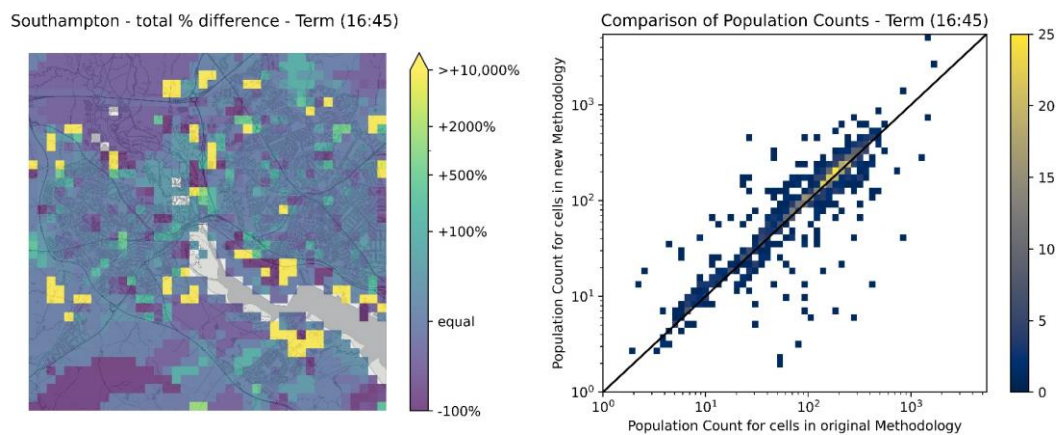 Southampton - total % difference - Term (16:45)
>+10,000%
+2000%
+500%
+100%
equal
-100%
Comparison of Population Counts - Term (16:45)
Population Count for cells in new Methodology
10³
10²
10¹
10⁰
10⁰ 10¹ 10² 10³
Population Count for cells in original Methodology
25
20
15
10
5
0